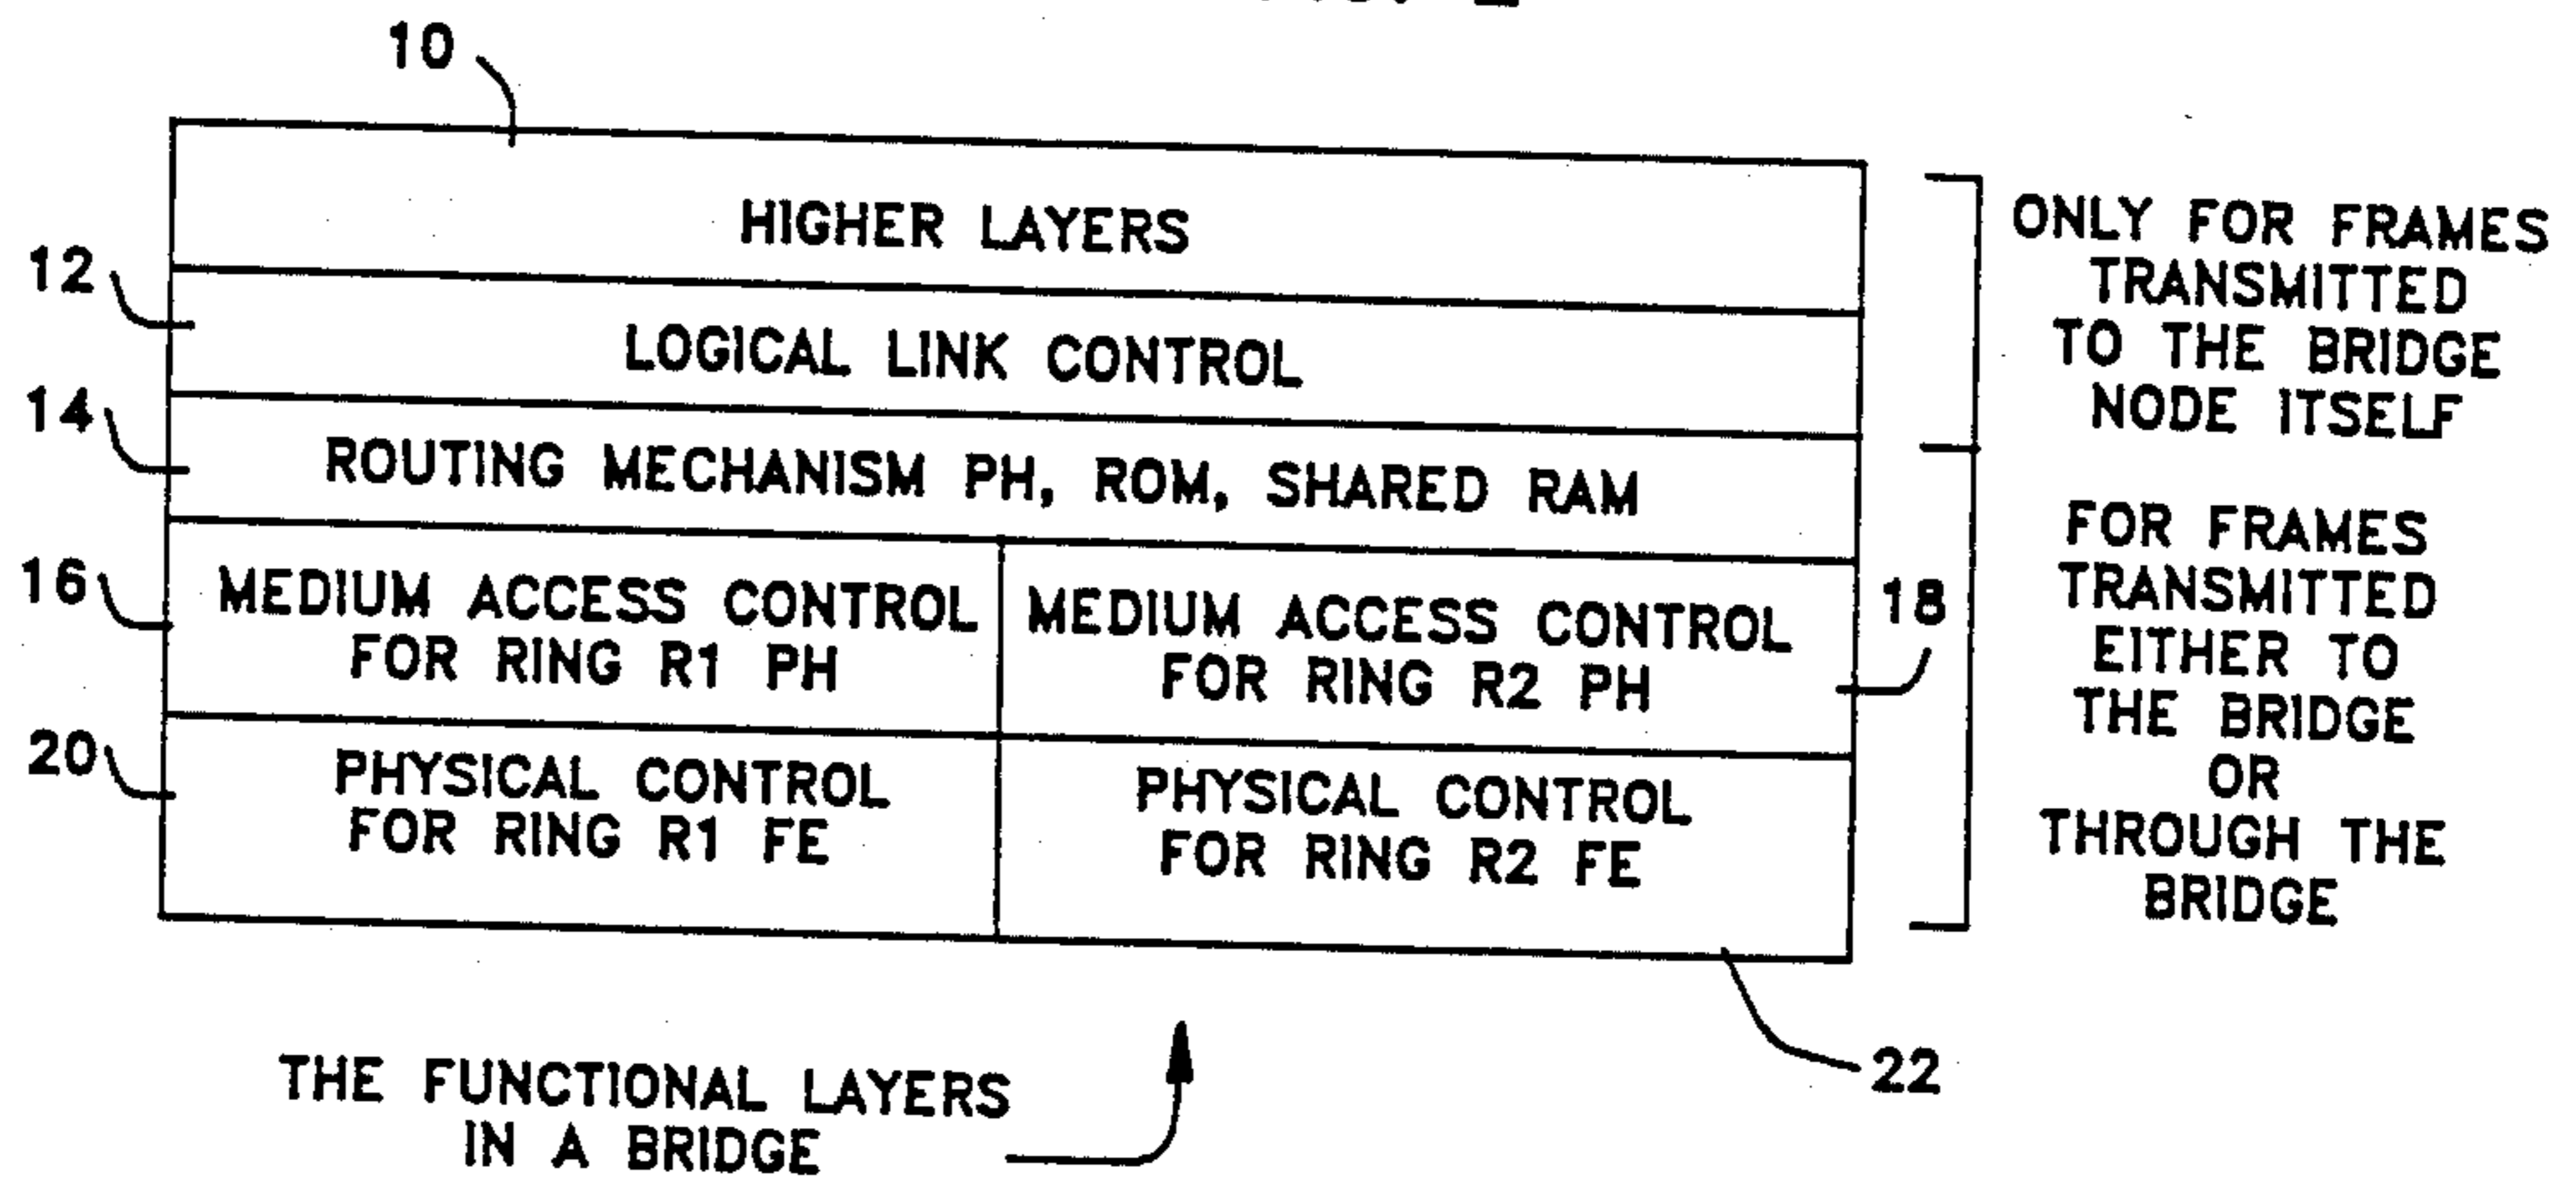 10
HIGHER LAYERS
12
LOGICAL LINK CONTROL
14
ROUTING MECHANISM PH, ROM, SHARED RAM
16
MEDIUM ACCESS CONTROL
FOR RING R1 PH
MEDIUM ACCESS CONTROL
FOR RING R2 PH
18
20
PHYSICAL CONTROL
FOR RING R1 FE
PHYSICAL CONTROL
FOR RING R2 FE
22
ONLY FOR FRAMES
TRANSMITTED
TO THE BRIDGE
NODE ITSELF
FOR FRAMES
TRANSMITTED
EITHER TO
THE BRIDGE
OR
THROUGH THE
BRIDGE
THE FUNCTIONAL LAYERS
IN A BRIDGE